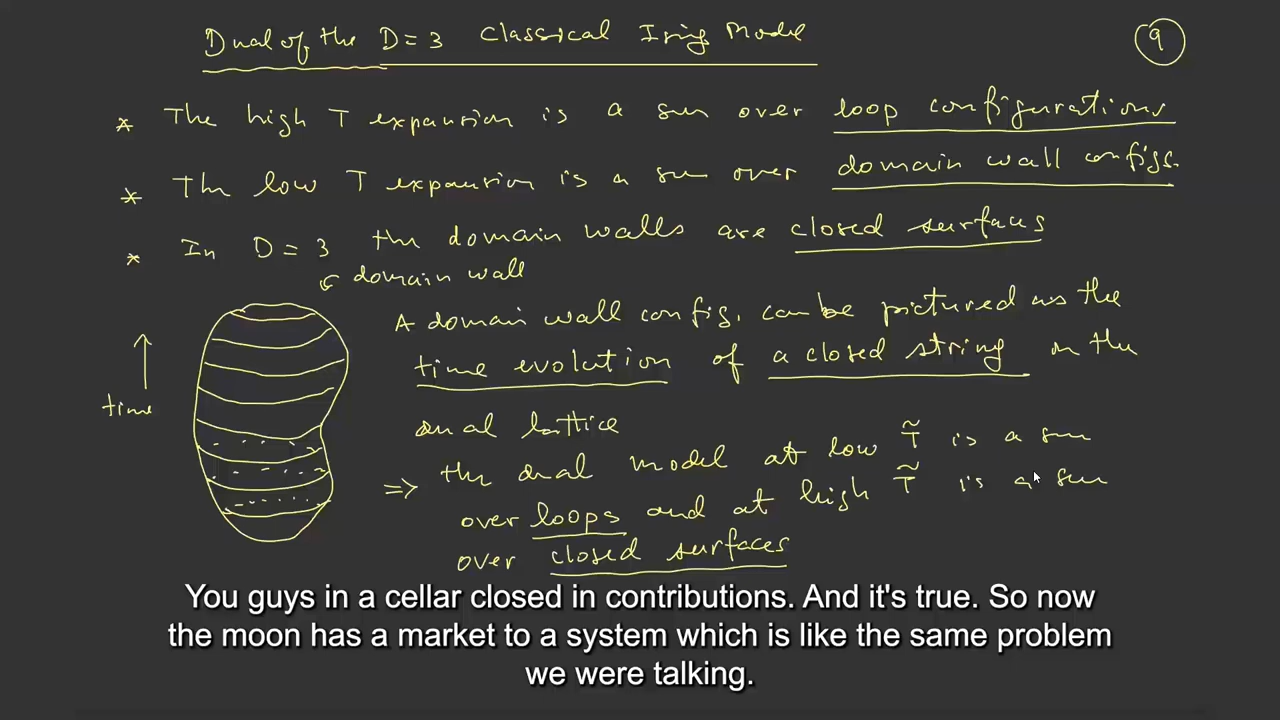 Dual of the D=3 Classical Ising Model
9
* The high T expansion is a sum over loop configurations
* The low T expansion is a sum over domain wall configs.
* In D = 3 the domain walls are closed surfaces
domain wall
A domain wall config. can be pictured as the
time evolution of a closed string on the
dual lattice
time
⇒ the dual model at low T̃ is a sum
over loops and at high T̃ is a sum
over closed surfaces
You guys in a cellar closed in contributions. And it's true. So now
the moon has a market to a system which is like the same problem
we were talking.